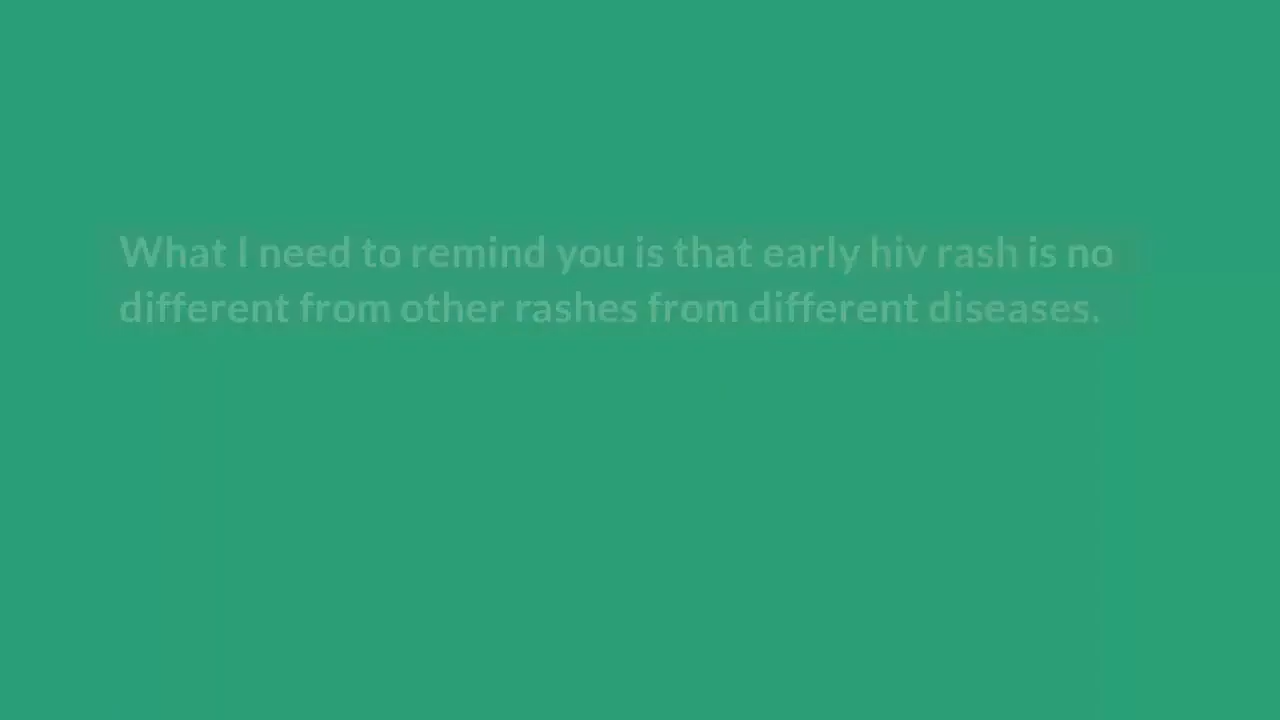 What I need to remind you is that early hiv rash is no
different from other rashes from different diseases.